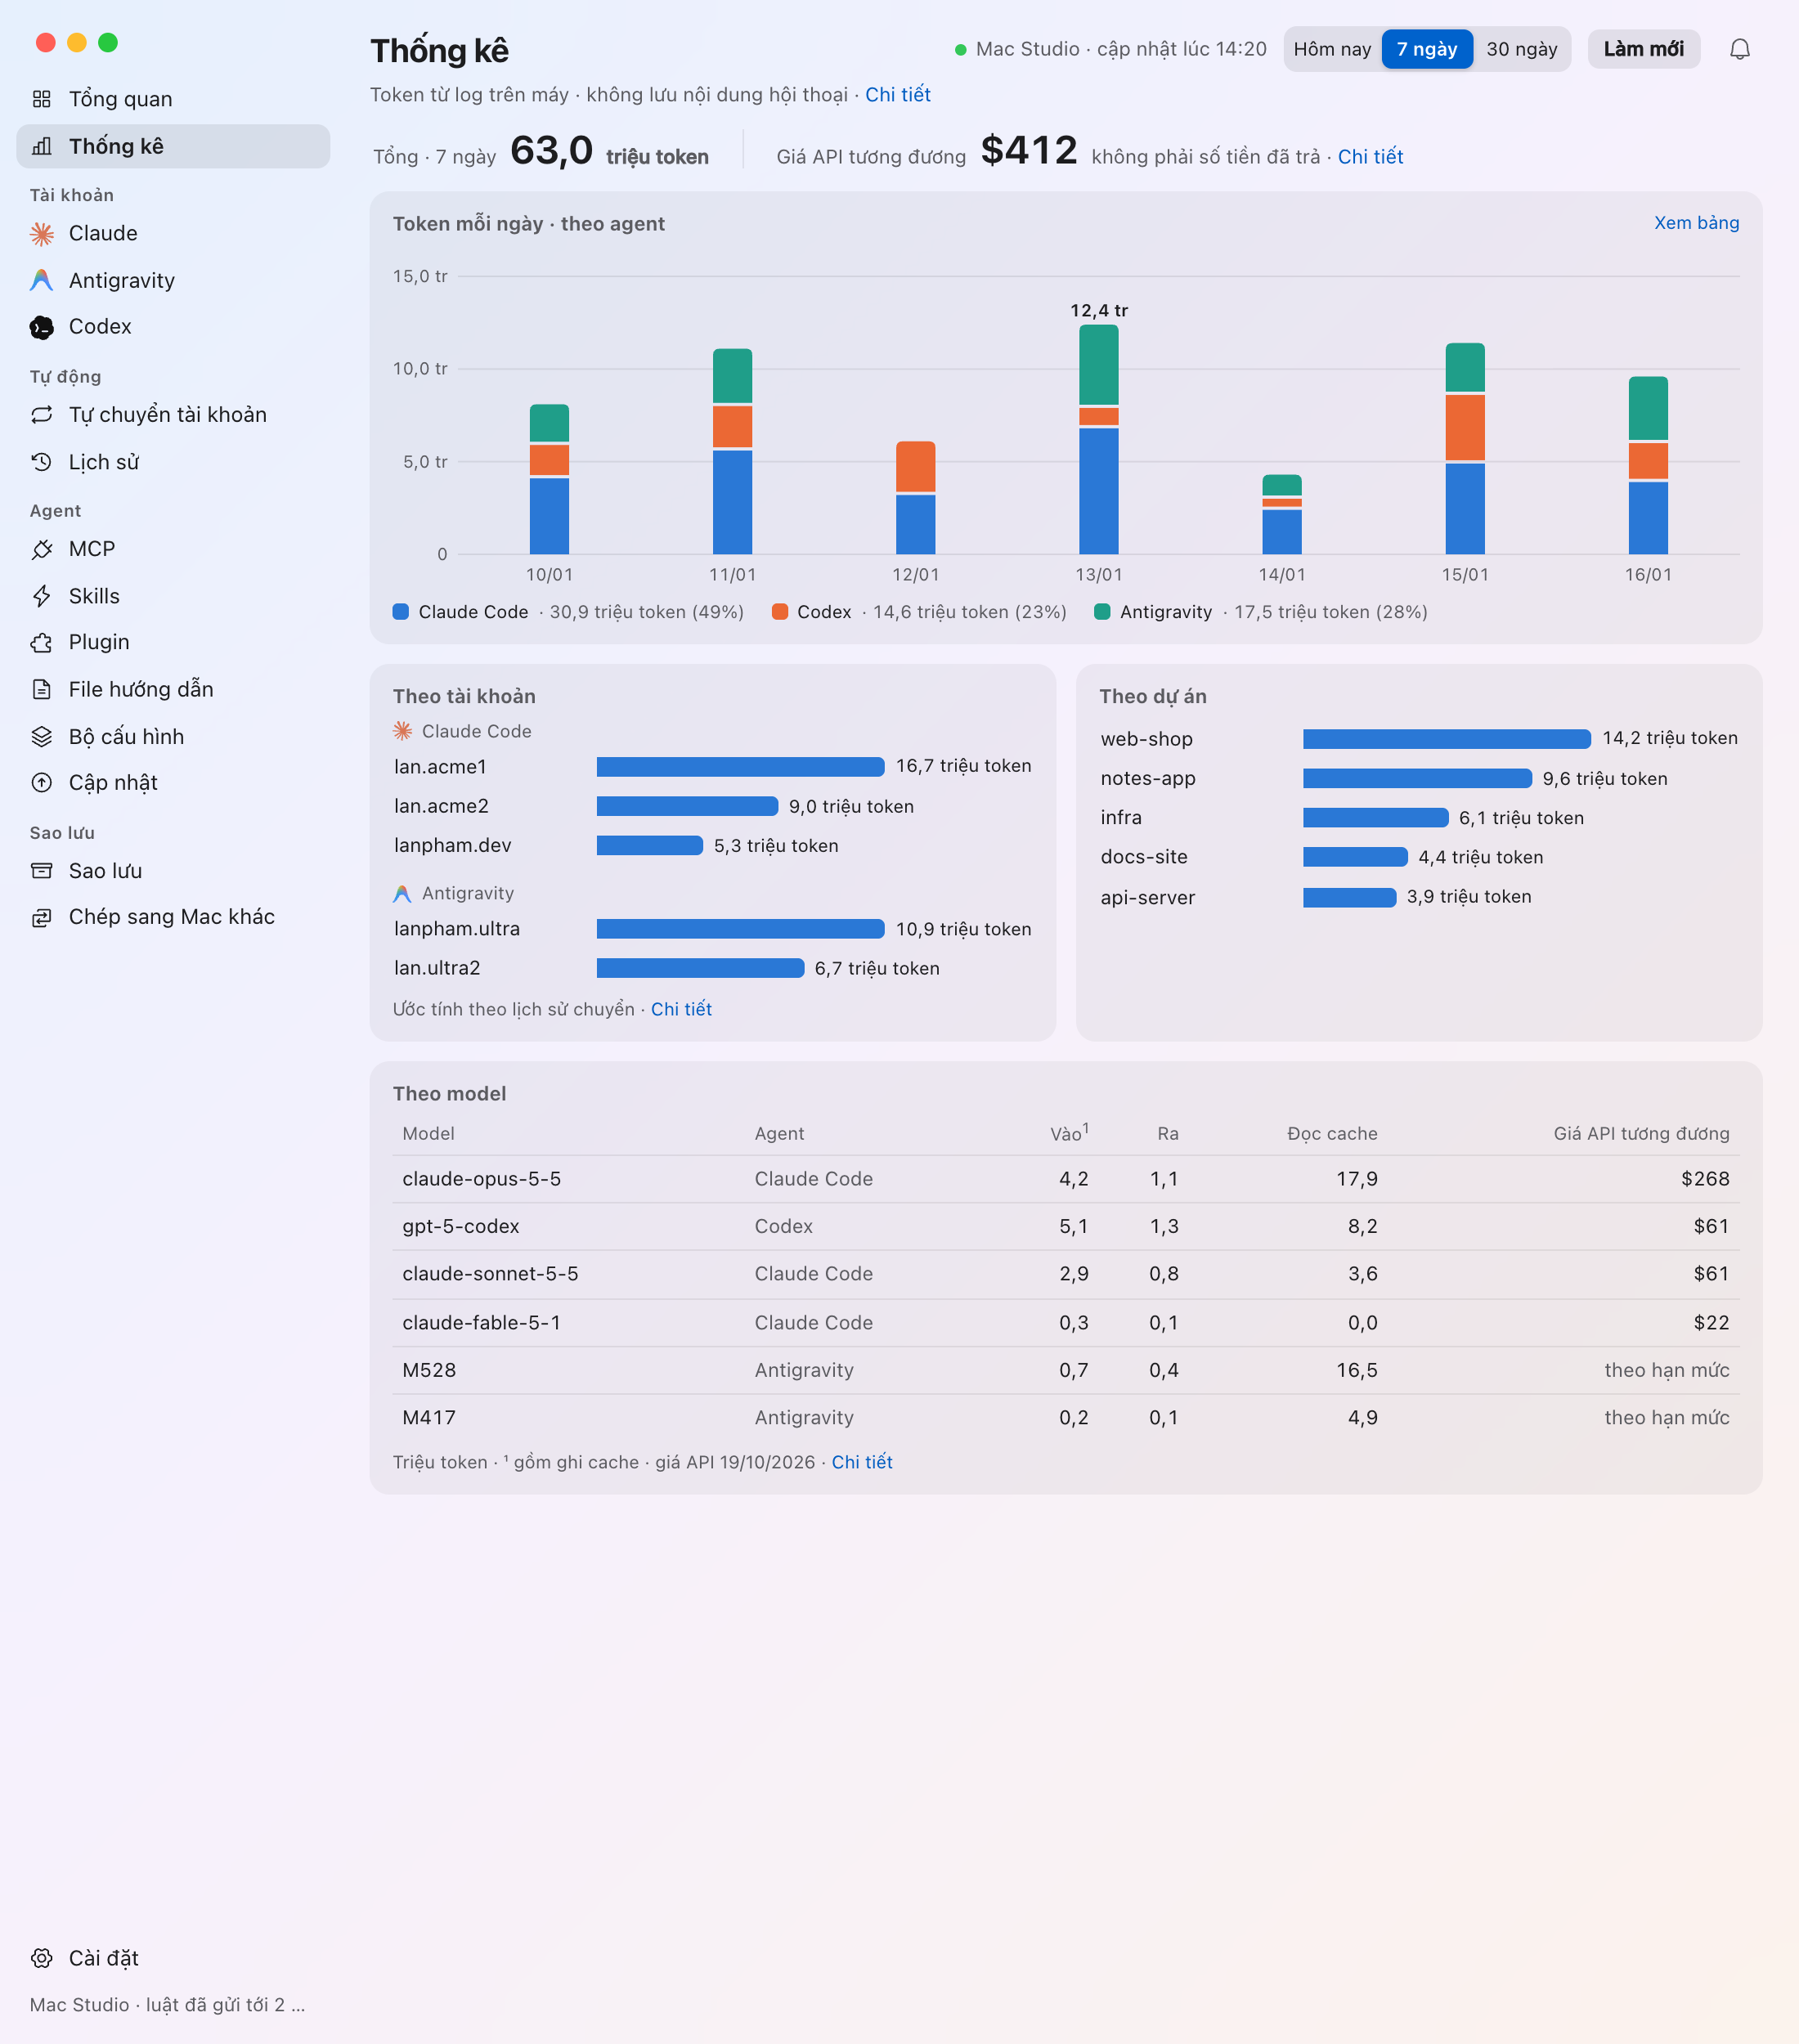 Tổng quan
Thống kê
Tài khoản
Claude
Antigravity
Codex
Tự động
Tự chuyển tài khoản
Lịch sử
Agent
MCP
Skills
Plugin
File hướng dẫn
Bộ cấu hình
Cập nhật
Sao lưu
Sao lưu
Chép sang Mac khác
Cài đặt
Mac Studio · luật đã gửi tới 2 ...
Thống kê
Mac Studio · cập nhật lúc 14:20
Hôm nay 7 ngày 30 ngày
Làm mới
Token từ log trên máy · không lưu nội dung hội thoại · Chi tiết
Tổng · 7 ngày 63,0 triệu token
Giá API tương đương $412 không phải số tiền đã trả · Chi tiết
Token mỗi ngày · theo agent
Xem bảng
15,0 tr
12,4 tr
10,0 tr
5,0 tr
0
10/01 11/01 12/01 13/01 14/01 15/01 16/01
Claude Code · 30,9 triệu token (49%) Codex · 14,6 triệu token (23%) Antigravity · 17,5 triệu token (28%)
Theo tài khoản
Claude Code
lan.acme1 16,7 triệu token
lan.acme2 9,0 triệu token
lanpham.dev 5,3 triệu token
Antigravity
lanpham.ultra 10,9 triệu token
lan.ultra2 6,7 triệu token
Ước tính theo lịch sử chuyển · Chi tiết
Theo dự án
web-shop 14,2 triệu token
notes-app 9,6 triệu token
infra 6,1 triệu token
docs-site 4,4 triệu token
api-server 3,9 triệu token
Theo model
Model Agent Vào¹ Ra Đọc cache Giá API tương đương
claude-opus-5-5 Claude Code 4,2 1,1 17,9 $268
gpt-5-codex Codex 5,1 1,3 8,2 $61
claude-sonnet-5-5 Claude Code 2,9 0,8 3,6 $61
claude-fable-5-1 Claude Code 0,3 0,1 0,0 $22
M528 Antigravity 0,7 0,4 16,5 theo hạn mức
M417 Antigravity 0,2 0,1 4,9 theo hạn mức
Triệu token · ¹ gồm ghi cache · giá API 19/10/2026 · Chi tiết